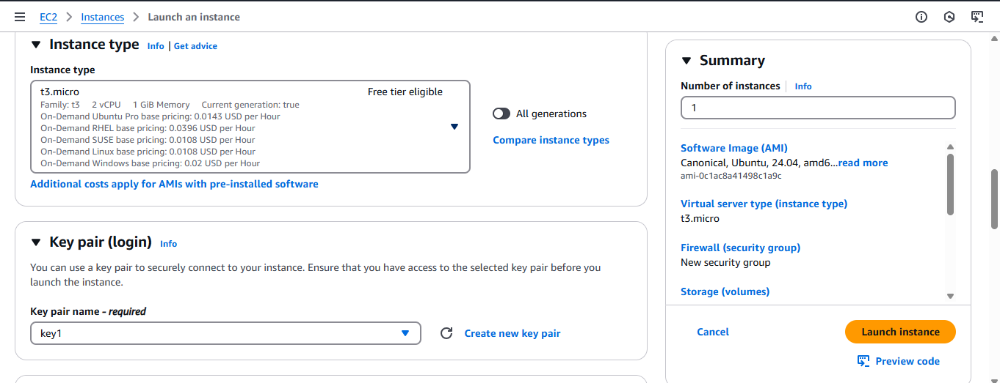 EC2 > Instances > Launch an instance
Instance type Info | Get advice
Instance type
t3.micro Free tier eligible
Family: t3 2 vCPU 1 GiB Memory Current generation: true
On-Demand Ubuntu Pro base pricing: 0.0143 USD per Hour
On-Demand RHEL base pricing: 0.0396 USD per Hour
On-Demand SUSE base pricing: 0.0108 USD per Hour
On-Demand Linux base pricing: 0.0108 USD per Hour
On-Demand Windows base pricing: 0.02 USD per Hour
All generations
Compare instance types
Additional costs apply for AMIs with pre-installed software
Key pair (login) Info
You can use a key pair to securely connect to your instance. Ensure that you have access to the selected key pair before you
launch the instance.
Key pair name - required
key1
Create new key pair
Summary
Number of instances Info
1
Software Image (AMI)
Canonical, Ubuntu, 24.04, amd6...read more
ami-0c1ac8a41498c1a9c
Virtual server type (instance type)
t3.micro
Firewall (security group)
New security group
Storage (volumes)
Cancel Launch instance
Preview code